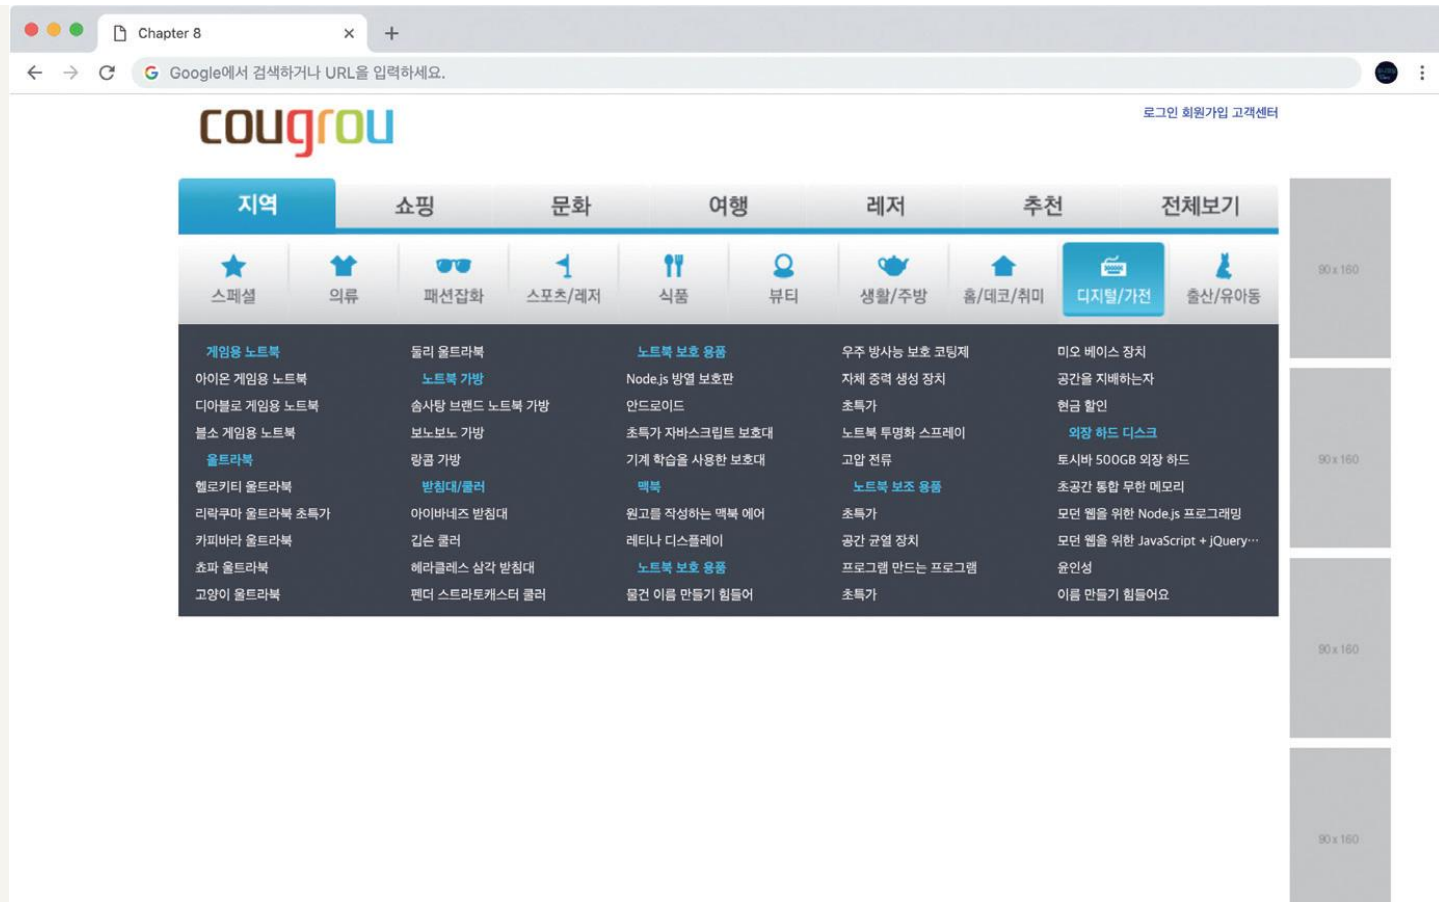 Chapter 8
Google에서 검색하거나 URL을 입력하세요.
cougrou
로그인 회원가입 고객센터
지역 쇼핑 문화 여행 레저 추천 전체보기
스페셜 의류 패션잡화 스포츠/레저 식품 뷰티 생활/주방 홈/데코/취미 디지털/가전 출산/유아동
게임용 노트북
아이온 게임용 노트북
디아블로 게임용 노트북
블소 게임용 노트북
울트라북
헬로키티 울트라북
리락쿠마 울트라북 초특가
카피바라 울트라북
쵸파 울트라북
고양이 울트라북
둘리 울트라북
노트북 가방
솜사탕 브랜드 노트북 가방
보노보노 가방
랑콤 가방
받침대/쿨러
아이바네즈 받침대
깁슨 쿨러
헤라클레스 삼각 받침대
펜더 스트라토캐스터 쿨러
노트북 보호 용품
Node.js 방열 보호판
안드로이드
초특가 자바스크립트 보호대
기계 학습을 사용한 보호대
맥북
원고를 작성하는 맥북 에어
레티나 디스플레이
노트북 보호 용품
물건 이름 만들기 힘들어
우주 방사능 보호 코팅제
자체 중력 생성 장치
초특가
노트북 투명화 스프레이
고압 전류
노트북 보조 용품
초특가
공간 균열 장치
프로그램 만드는 프로그램
초특가
미오 베이스 장치
공간을 지배하는자
현금 할인
외장 하드 디스크
토시바 500GB 외장 하드
초공간 통합 무한 메모리
모던 웹을 위한 Node.js 프로그래밍
모던 웹을 위한 JavaScript + jQuery…
윤인성
이름 만들기 힘들어요
90 x 160
90 x 160
90 x 160
90 x 160